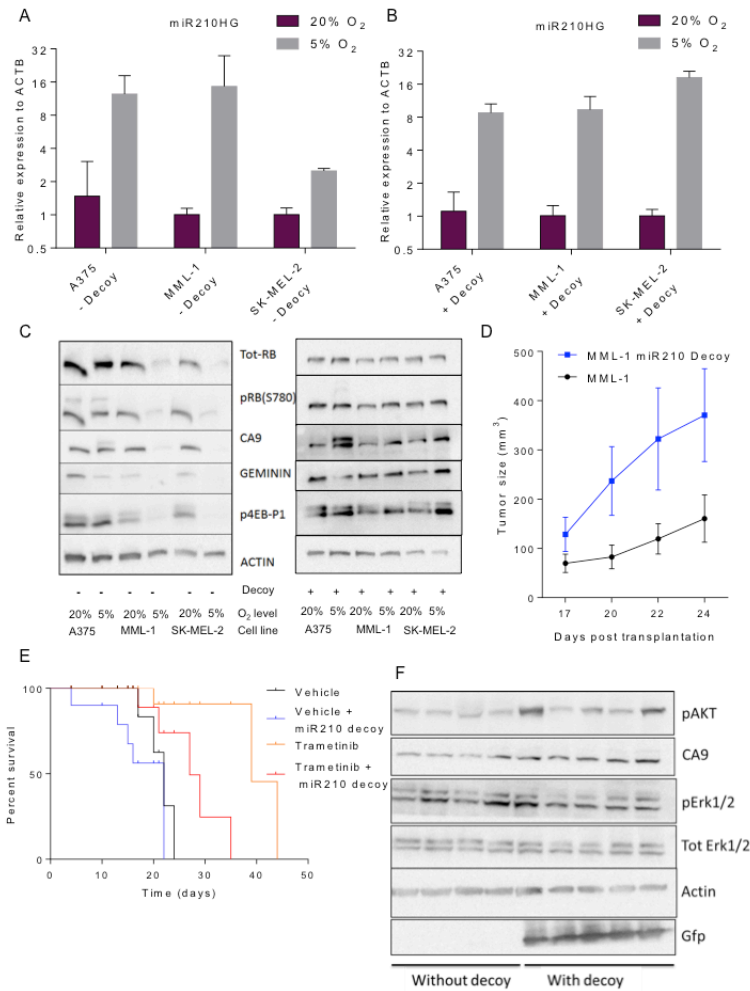 A
miR210HG
20% O2
5% O2
Relative expression to ACTB
32
16
8
4
2
1
0.5
A375
- Decoy
MML-1
- Decoy
SK-MEL-2
- Decoy
B
miR210HG
20% O2
5% O2
Relative expression to ACTB
32
16
8
4
2
1
0.5
A375
+ Decoy
MML-1
+ Decoy
SK-MEL-2
+ Decoy
C
Tot-RB
pRB(S780)
CA9
GEMININ
p4EB-P1
ACTIN
- - - - - - Decoy + + + + + +
20% 5% 20% 5% 20% 5% O2 level 20% 5% 20% 5% 20% 5%
A375 MML-1 SK-MEL-2 Cell line A375 MML-1 SK-MEL-2
D
MML-1 miR210 Decoy
MML-1
Tumor size (mm3)
500
400
300
200
100
0
17 20 22 24
Days post transplantation
E
Percent survival
100
50
0
0 10 20 30 40 50
Time (days)
Vehicle
Vehicle +
miR210 decoy
Trametinib
Trametinib +
miR210 decoy
F
pAKT
CA9
pErk1/2
Tot Erk1/2
Actin
Gfp
Without decoy With decoy